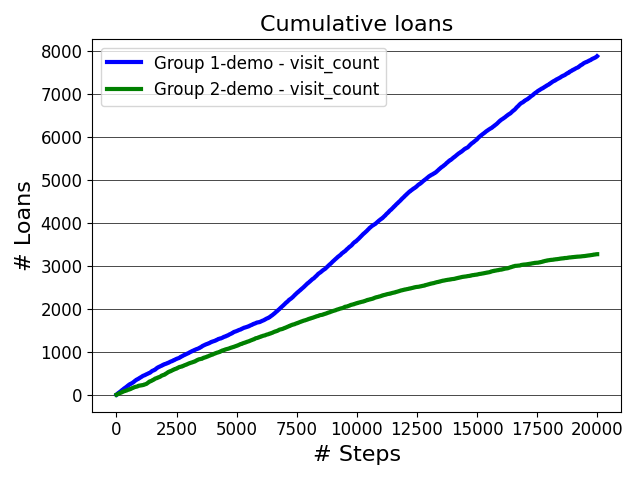 Cumulative loans
Group 1-demo - visit_count
Group 2-demo - visit_count
8000
7000
6000
5000
4000
3000
2000
1000
0
# Loans
0 2500 5000 7500 10000 12500 15000 17500 20000
# Steps